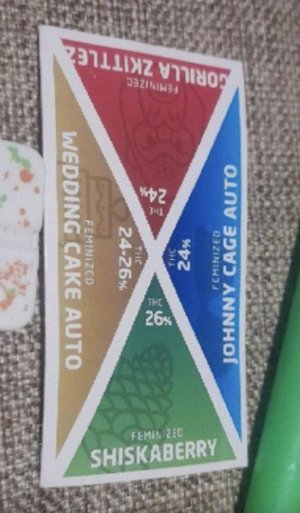 GORILLA ZKITTLEZ
FEMINIZED
THC
24%
WEDDING CAKE AUTO
FEMINIZED
THC
24-26%
THC
24%
FEMINIZED
JOHNNY CAGE AUTO
THC
26%
FEMINIZED
SHISKABERRY